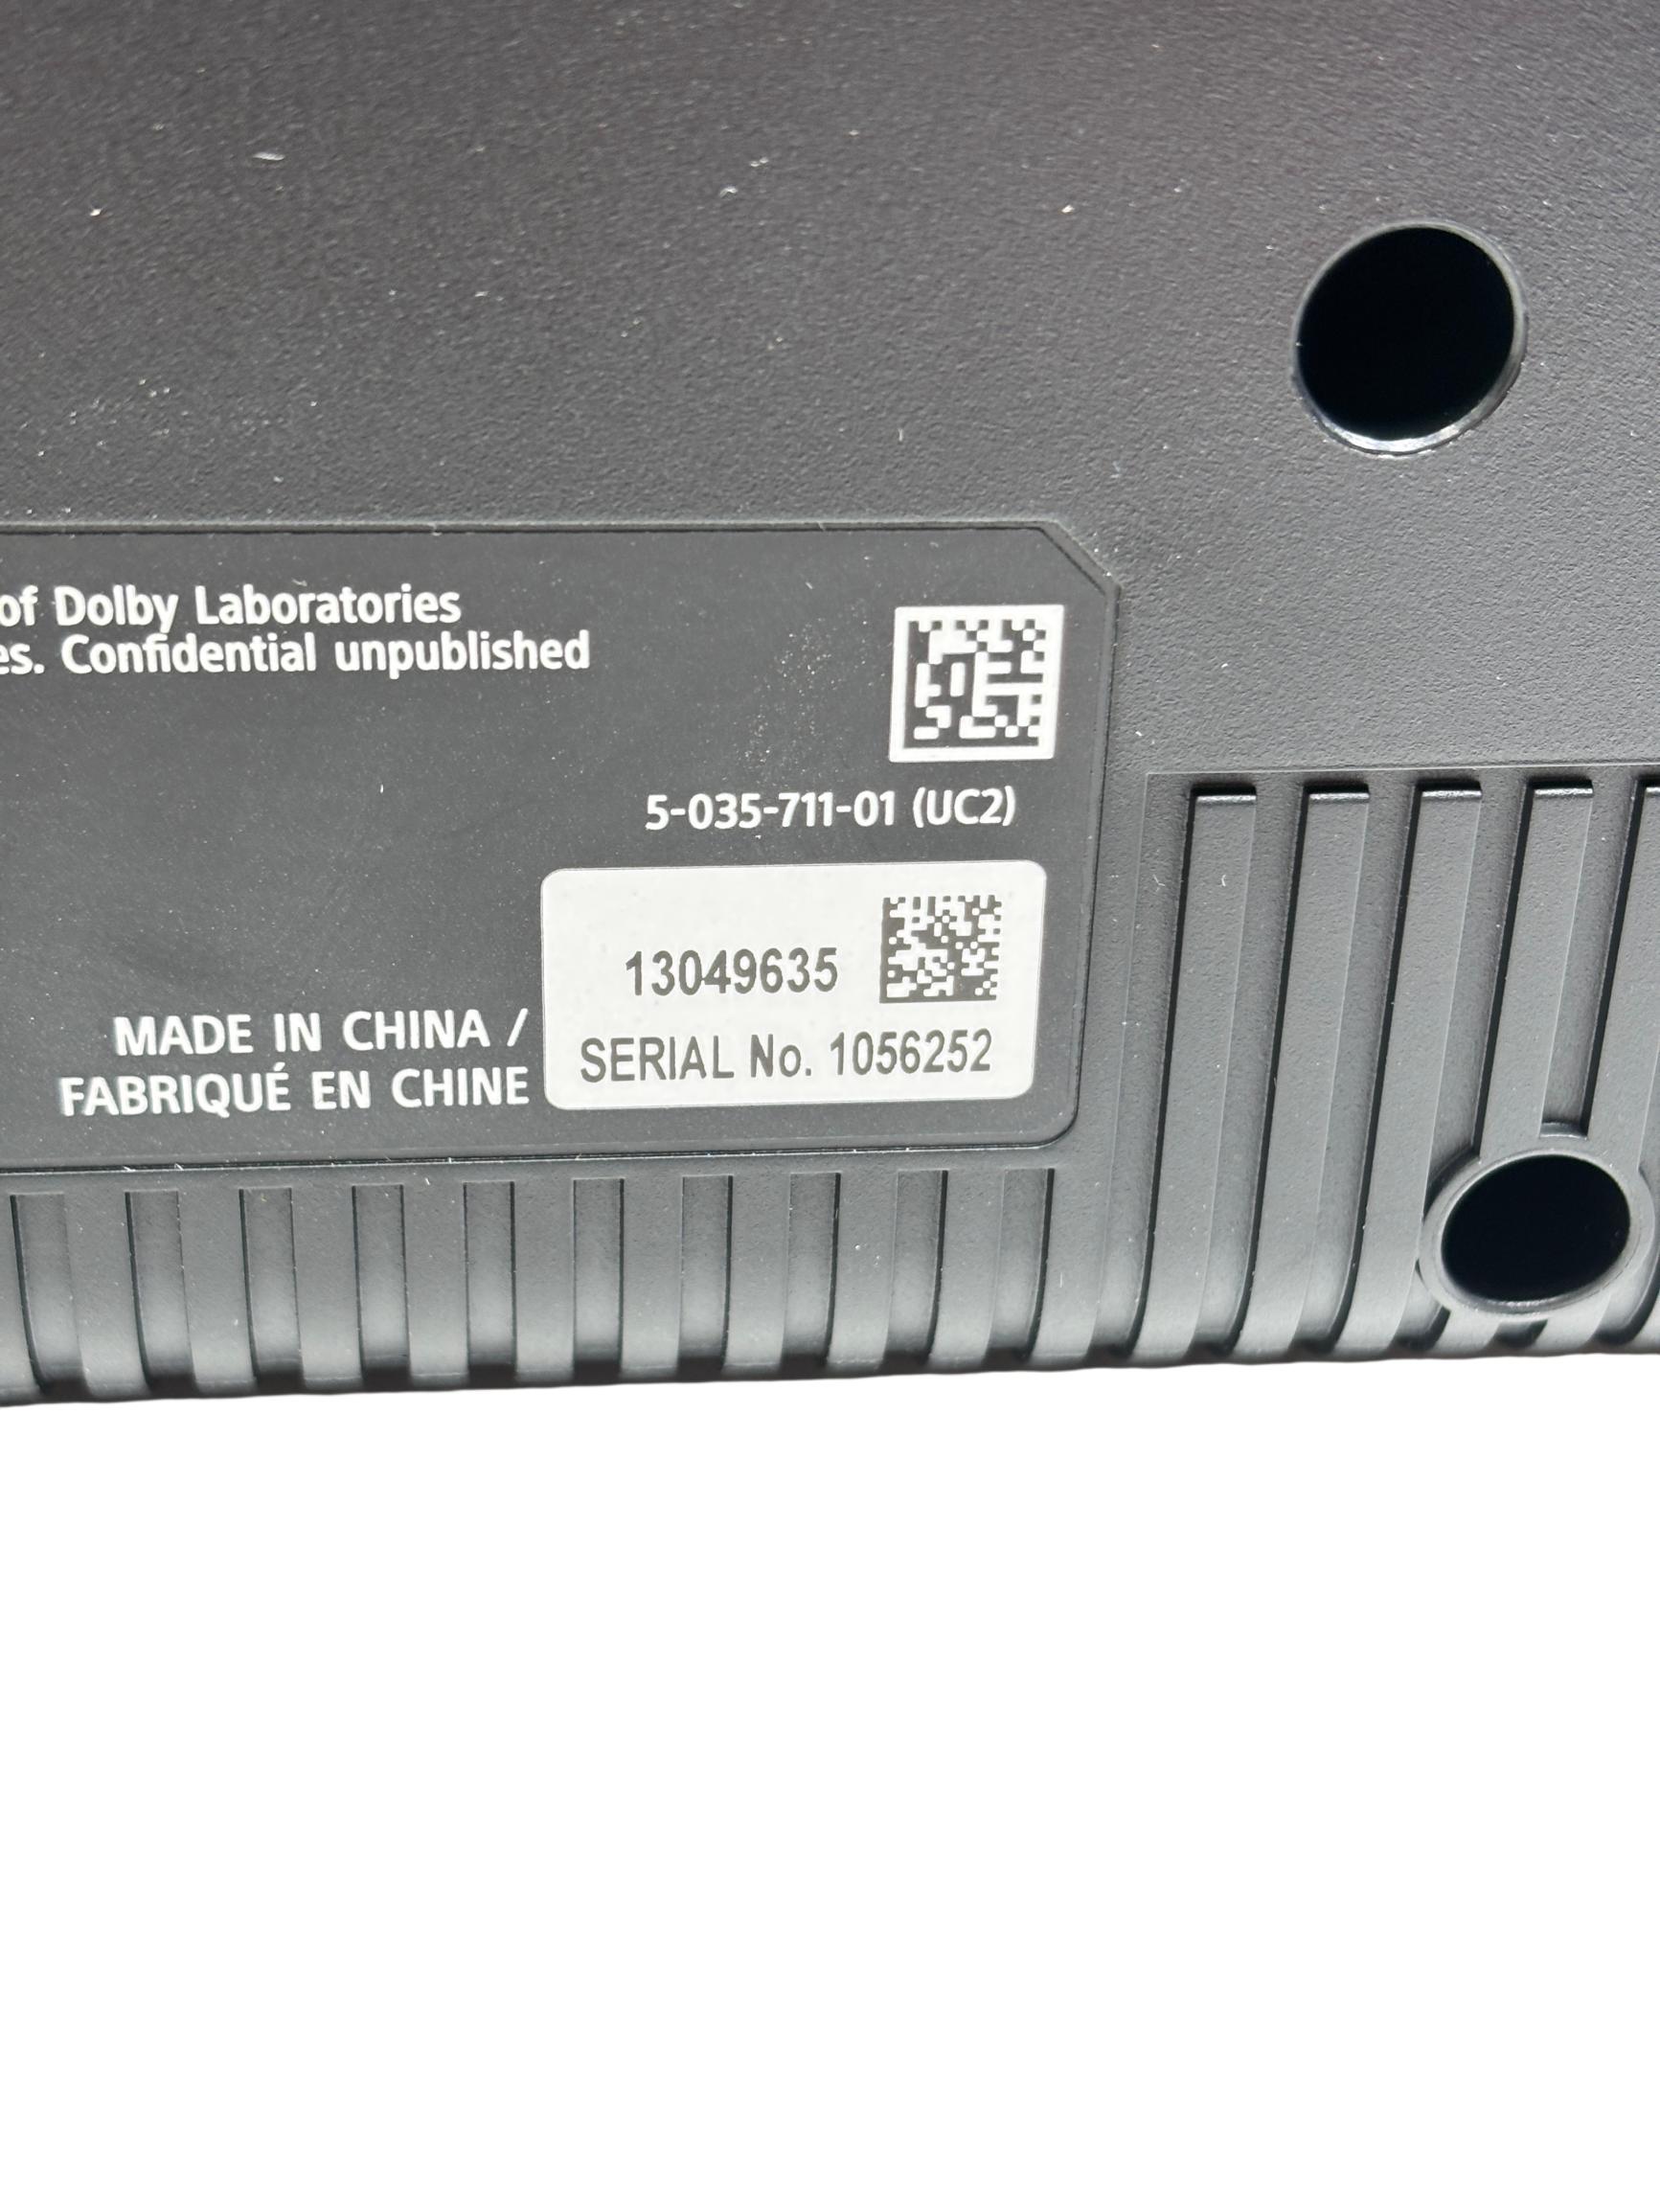 of Dolby Laboratories
es. Confidential unpublished
5-035-711-01 (UC2)
13049635
SERIAL No. 1056252
MADE IN CHINA /
FABRIQUÉ EN CHINE